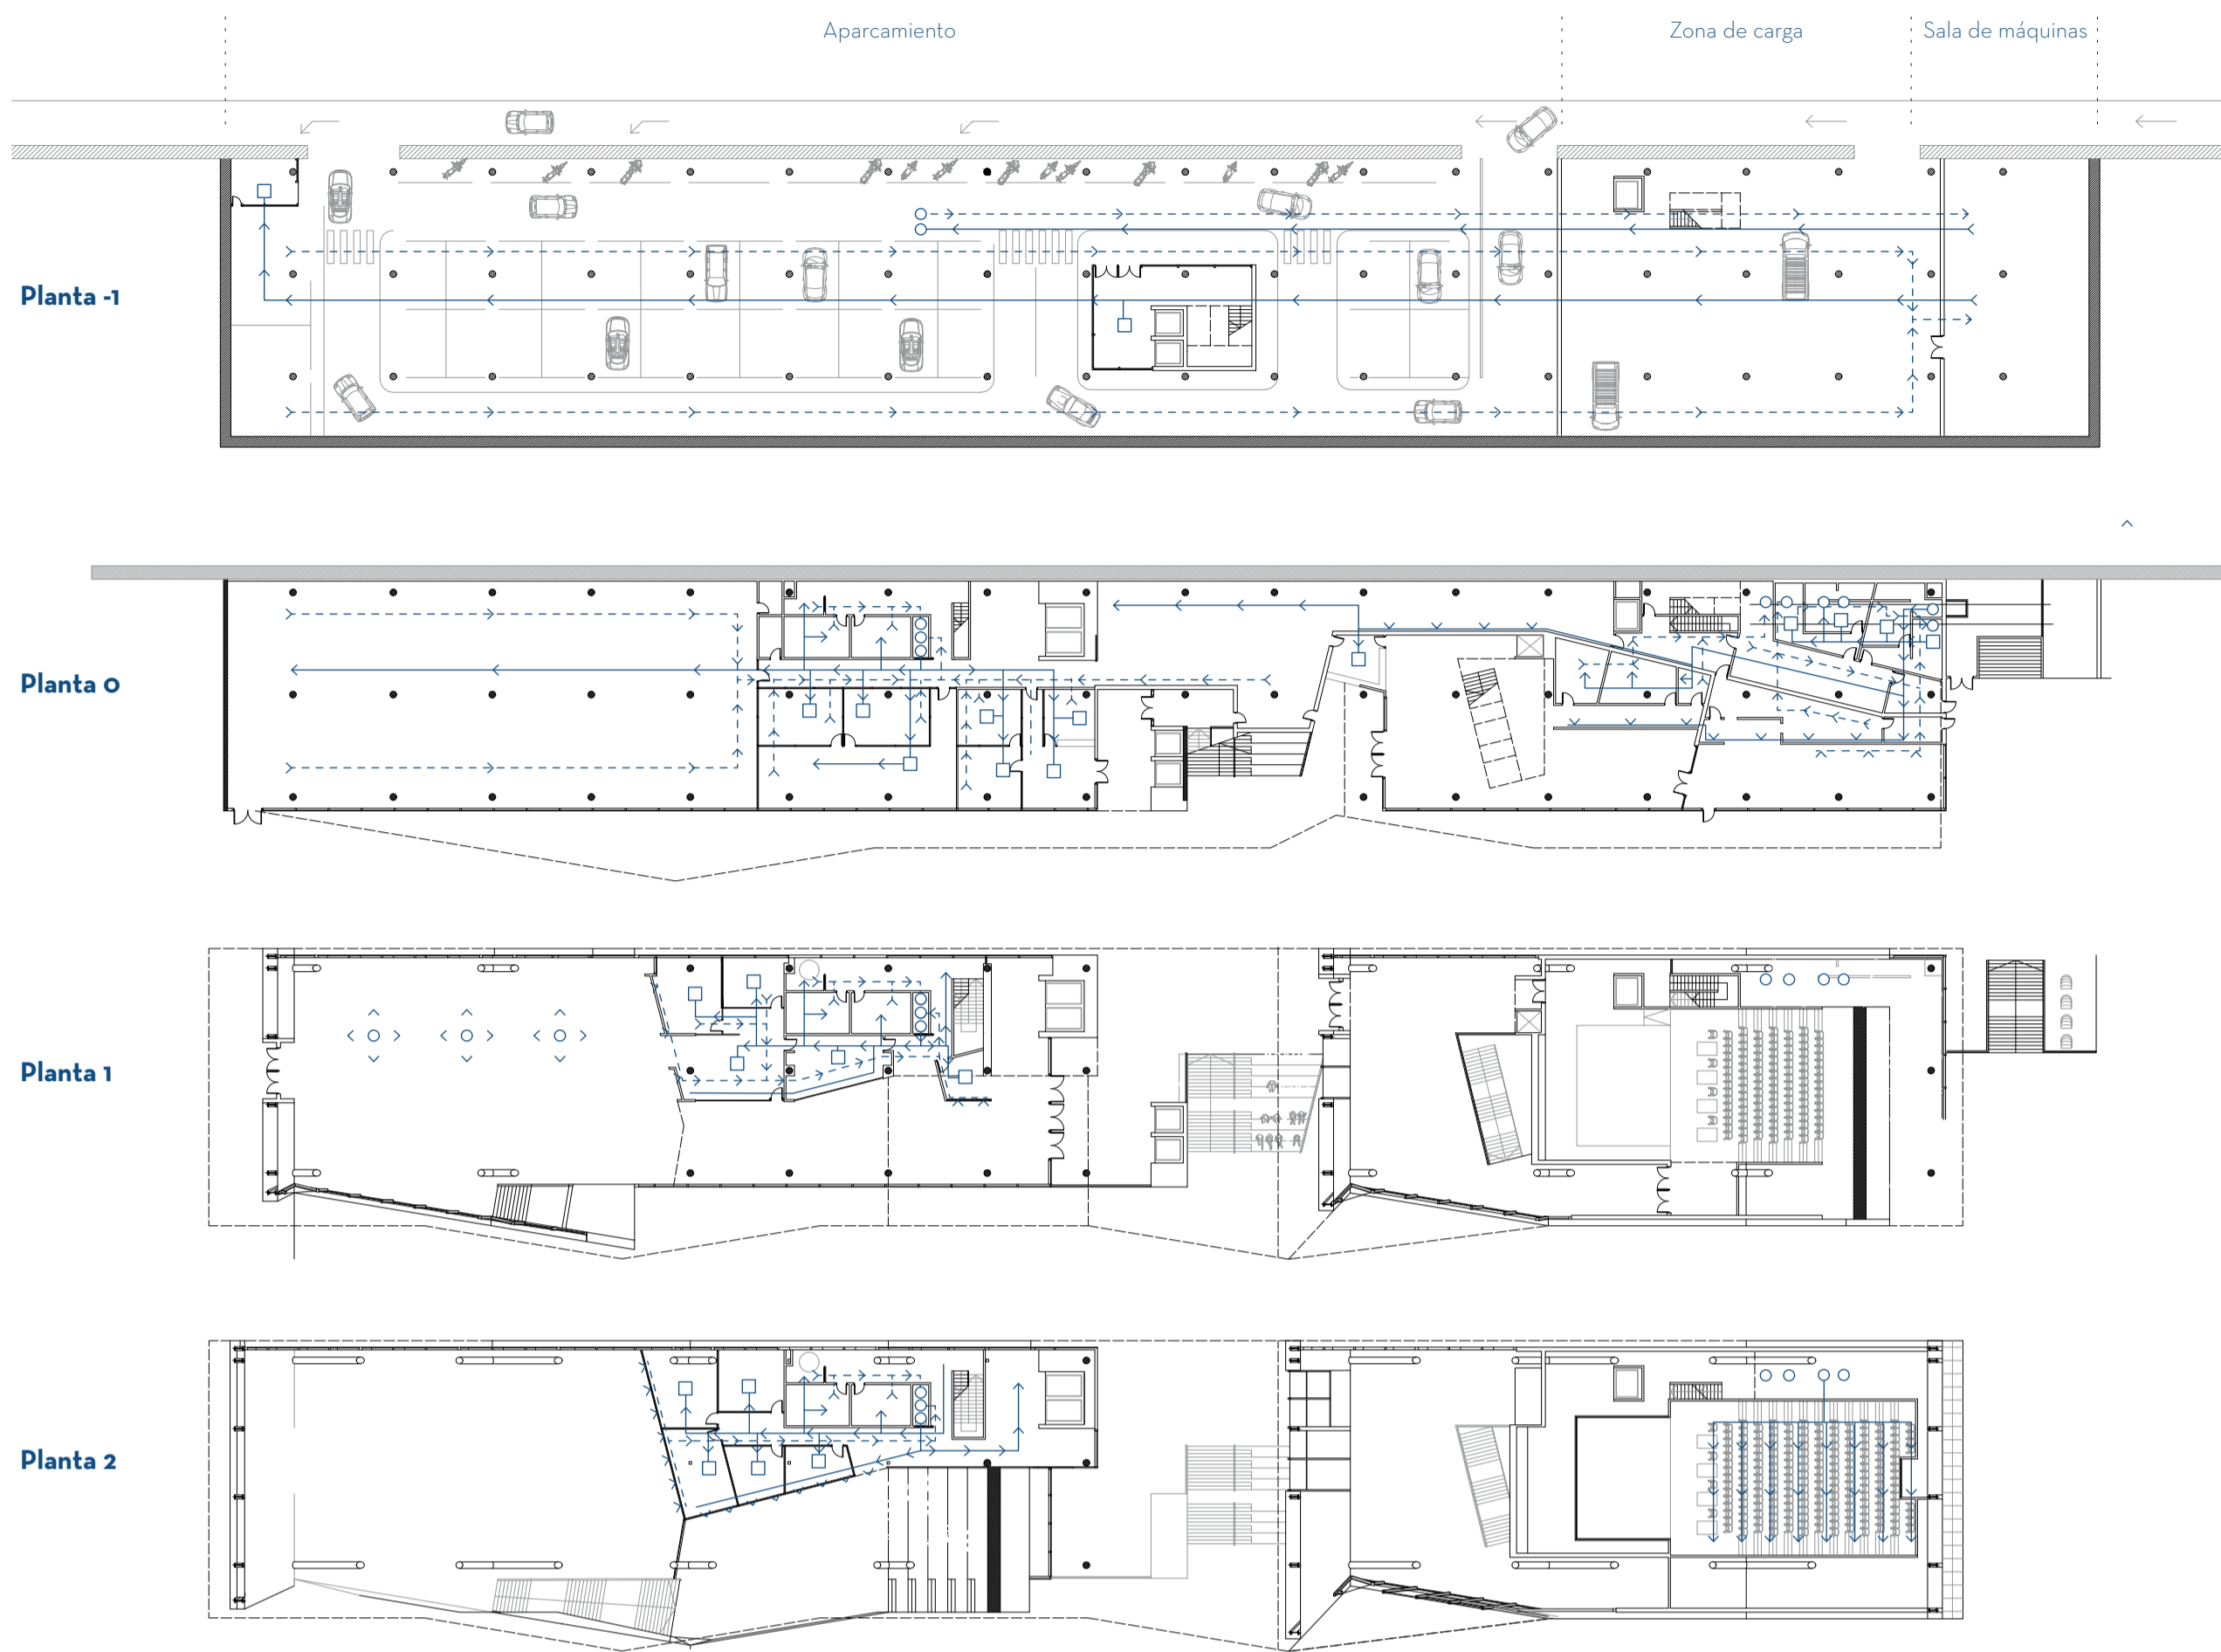 Aparcamiento
Zona de carga
Sala de máquinas
Planta -1
Planta 0
Planta 1
Planta 2